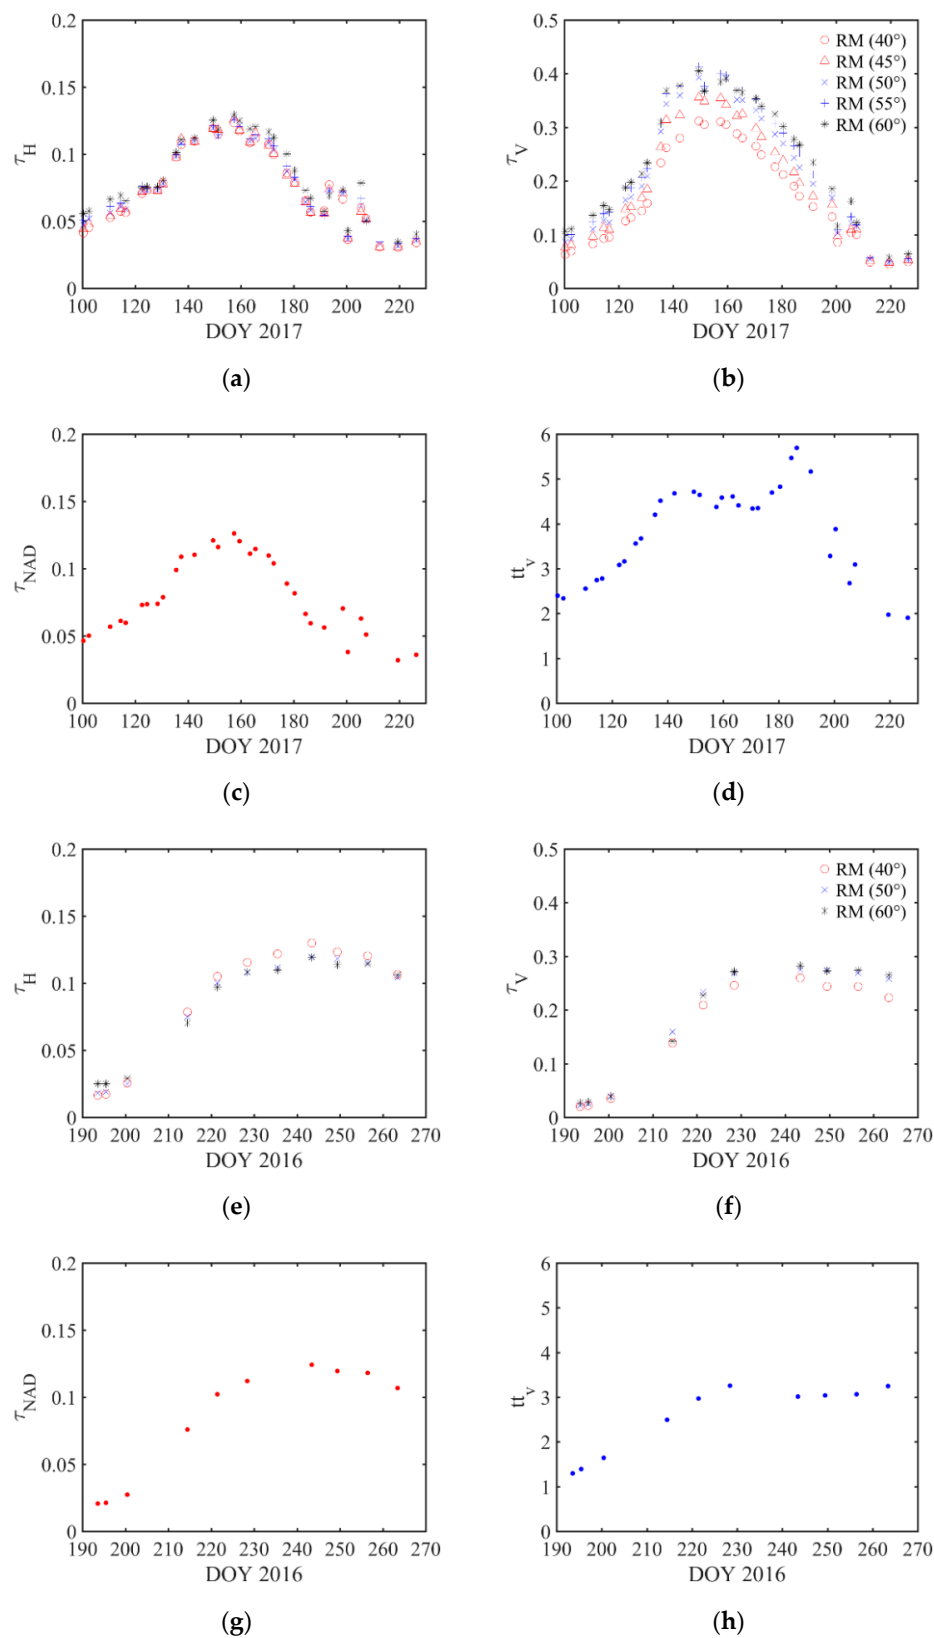 0.2
0.15
0.1
0.05
0
τH
100 120 140 160 180 200 220
DOY 2017
(a)
0.5
0.4
0.3
0.2
0.1
0
τV
RM (40°)
RM (45°)
RM (50°)
RM (55°)
RM (60°)
100 120 140 160 180 200 220
DOY 2017
(b)
0.2
0.15
0.1
0.05
0
τNAD
100 120 140 160 180 200 220
DOY 2017
(c)
6
5
4
3
2
1
0
ttv
100 120 140 160 180 200 220
DOY 2017
(d)
0.2
0.15
0.1
0.05
0
τH
190 200 210 220 230 240 250 260 270
DOY 2016
(e)
0.5
0.4
0.3
0.2
0.1
0
τV
RM (40°)
RM (50°)
RM (60°)
190 200 210 220 230 240 250 260 270
DOY 2016
(f)
0.2
0.15
0.1
0.05
0
τNAD
190 200 210 220 230 240 250 260 270
DOY 2016
(g)
6
5
4
3
2
1
0
ttv
190 200 210 220 230 240 250 260 270
DOY 2016
(h)